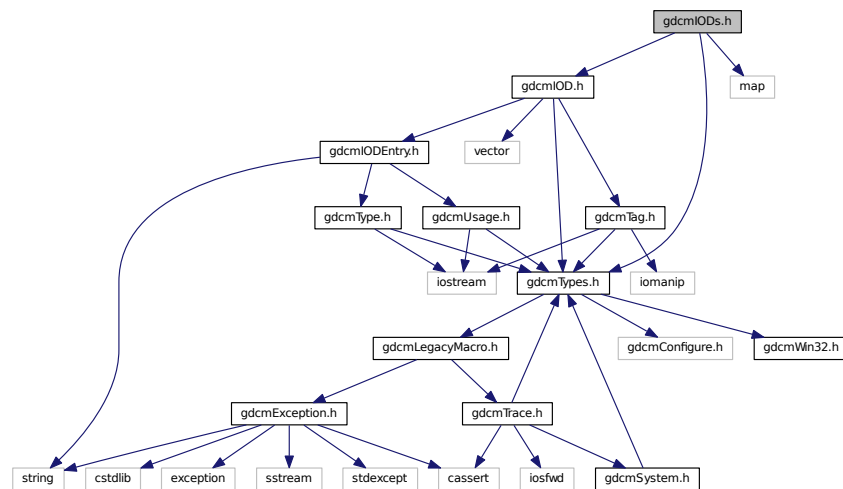 gdcmIODs.h
gdcmIOD.h
map
gdcmIODEntry.h
vector
gdcmType.h
gdcmUsage.h
gdcmTag.h
iostream
gdcmTypes.h
iomanip
gdcmLegacyMacro.h
gdcmConfigure.h
gdcmWin32.h
gdcmException.h
gdcmTrace.h
string
cstdlib
exception
sstream
stdexcept
cassert
iosfwd
gdcmSystem.h